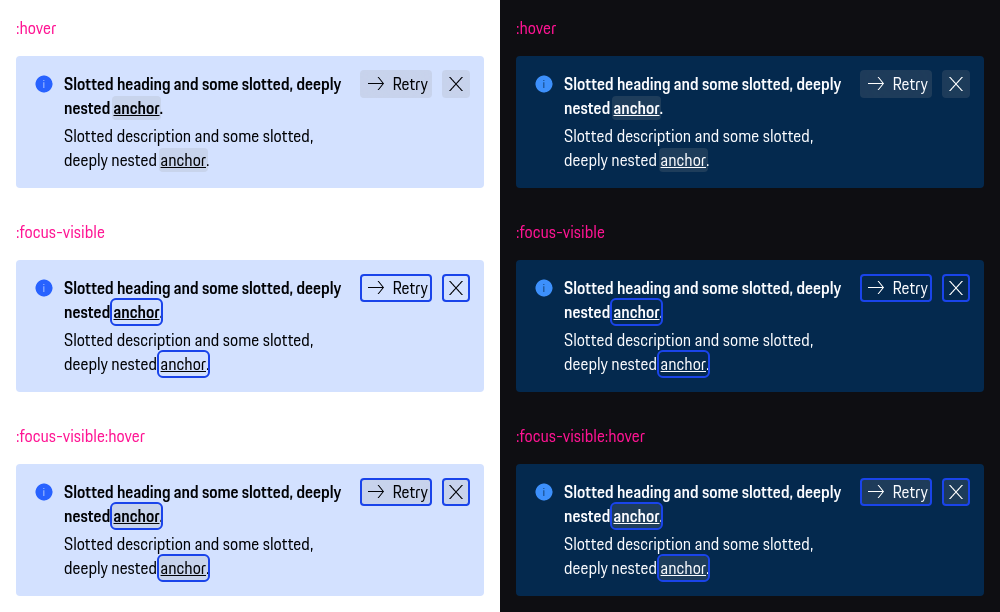 :hover
Slotted heading and some slotted, deeply
nested anchor.
Retry
Slotted description and some slotted,
deeply nested anchor.
:focus-visible
Slotted heading and some slotted, deeply
nested anchor.
Retry
Slotted description and some slotted,
deeply nested anchor.
:focus-visible:hover
Slotted heading and some slotted, deeply
nested anchor.
Retry
Slotted description and some slotted,
deeply nested anchor.
:hover
Slotted heading and some slotted, deeply
nested anchor.
Retry
Slotted description and some slotted,
deeply nested anchor.
:focus-visible
Slotted heading and some slotted, deeply
nested anchor.
Retry
Slotted description and some slotted,
deeply nested anchor.
:focus-visible:hover
Slotted heading and some slotted, deeply
nested anchor.
Retry
Slotted description and some slotted,
deeply nested anchor.